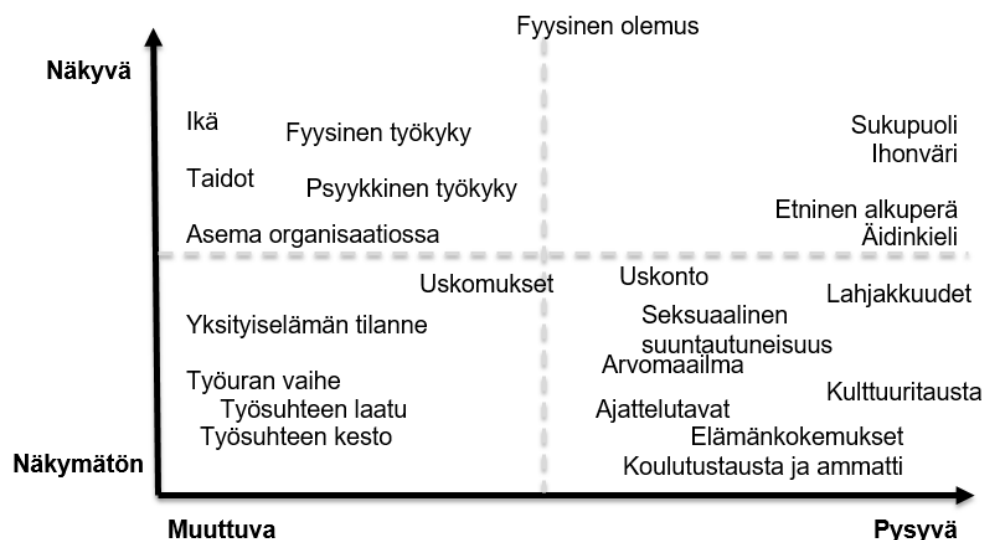 Fyysinen olemus
Näkyvä
Ikä
Fyysinen työkyky
Sukupuoli
Ihonväri
Taidot
Psyykkinen työkyky
Etninen alkuperä
Asema organisaatiossa
Äidinkieli
Uskomukset
Uskonto
Lahjakkuudet
Yksityiselämän tilanne
Seksuaalinen
suuntautuneisuus
Arvomaailma
Työuran vaihe
Kulttuuritausta
Työsuhteen laatu
Ajattelutavat
Työsuhteen kesto
Elämänkokemukset
Näkymätön
Koulutustausta ja ammatti
Muuttuva
Pysyvä